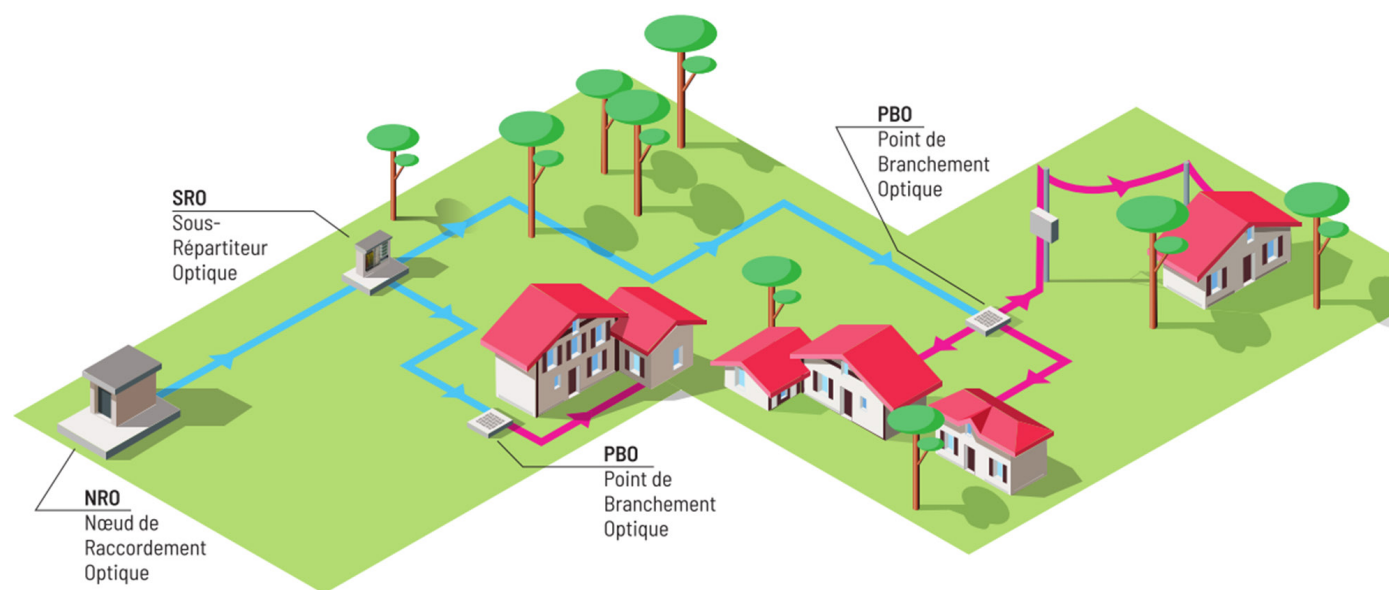 PBO
Point de
Branchement
Optique
SRO
Sous-
Répartiteur
Optique
PBO
Point de
Branchement
Optique
NRO
Nœud de
Raccordement
Optique